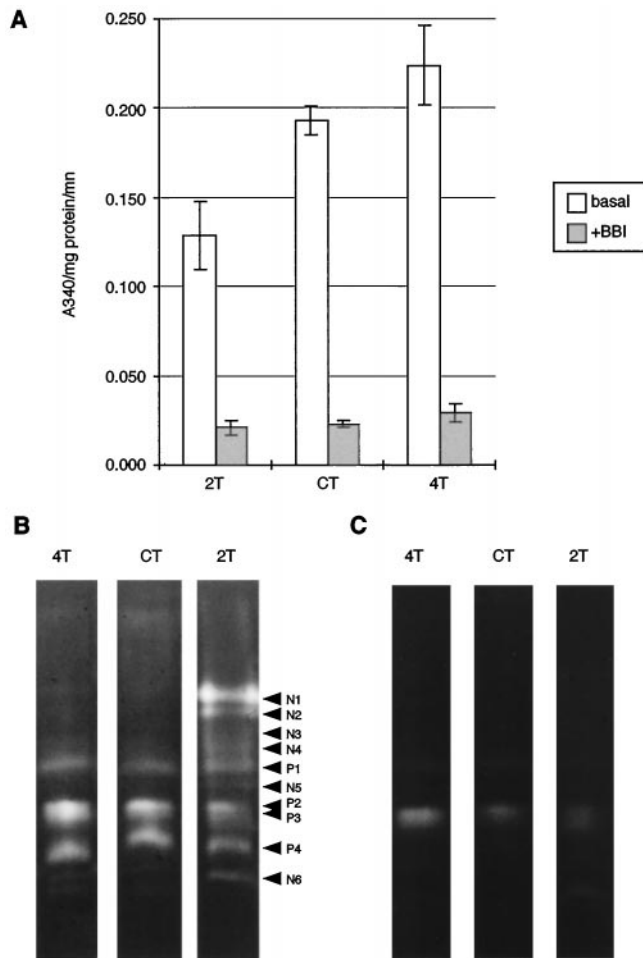 A
0.250
0.200
0.150
0.100
0.050
0.000
A340/mg protein/mn
2T CT 4T
basal
+BBI
B
4T CT 2T
N1
N2
N3
N4
P1
N5
P2
P3
P4
N6
C
4T CT 2T